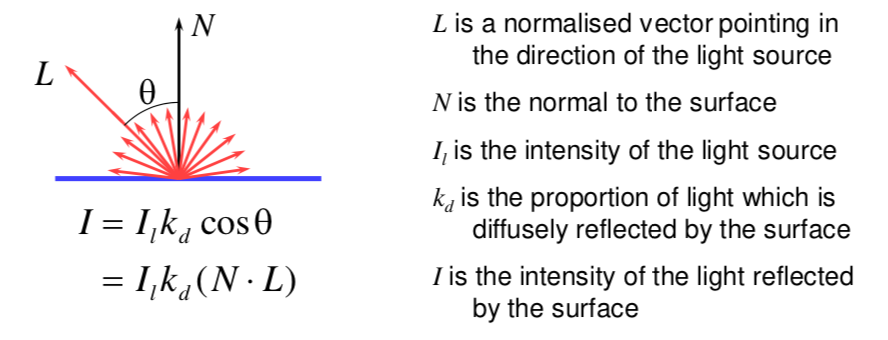 N
L
θ
I = I_l k_d cos θ
= I_l k_d (N · L)
L is a normalised vector pointing in
the direction of the light source
N is the normal to the surface
I_l is the intensity of the light source
k_d is the proportion of light which is
diffusely reflected by the surface
I is the intensity of the light reflected
by the surface